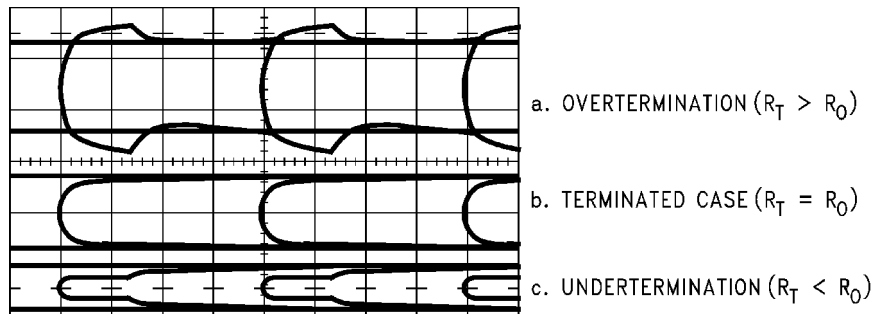 a. OVERTERMINATION (R_T > R_O)
b. TERMINATED CASE (R_T = R_O)
c. UNDERTERMINATION (R_T < R_O)